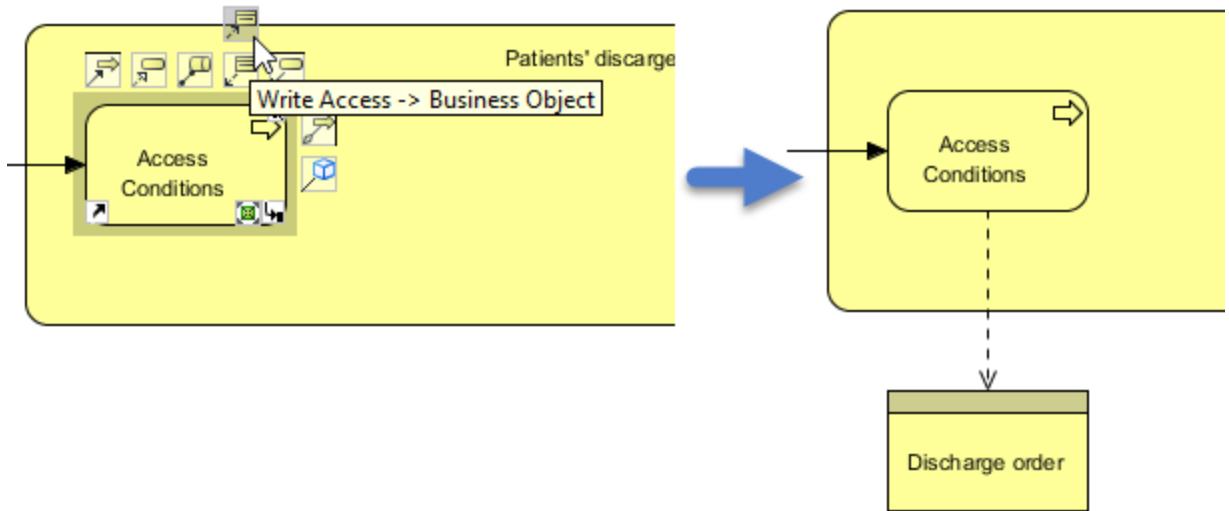 Patients' discarge
Write Access -> Business Object
Access
Conditions
Access
Conditions
Discharge order